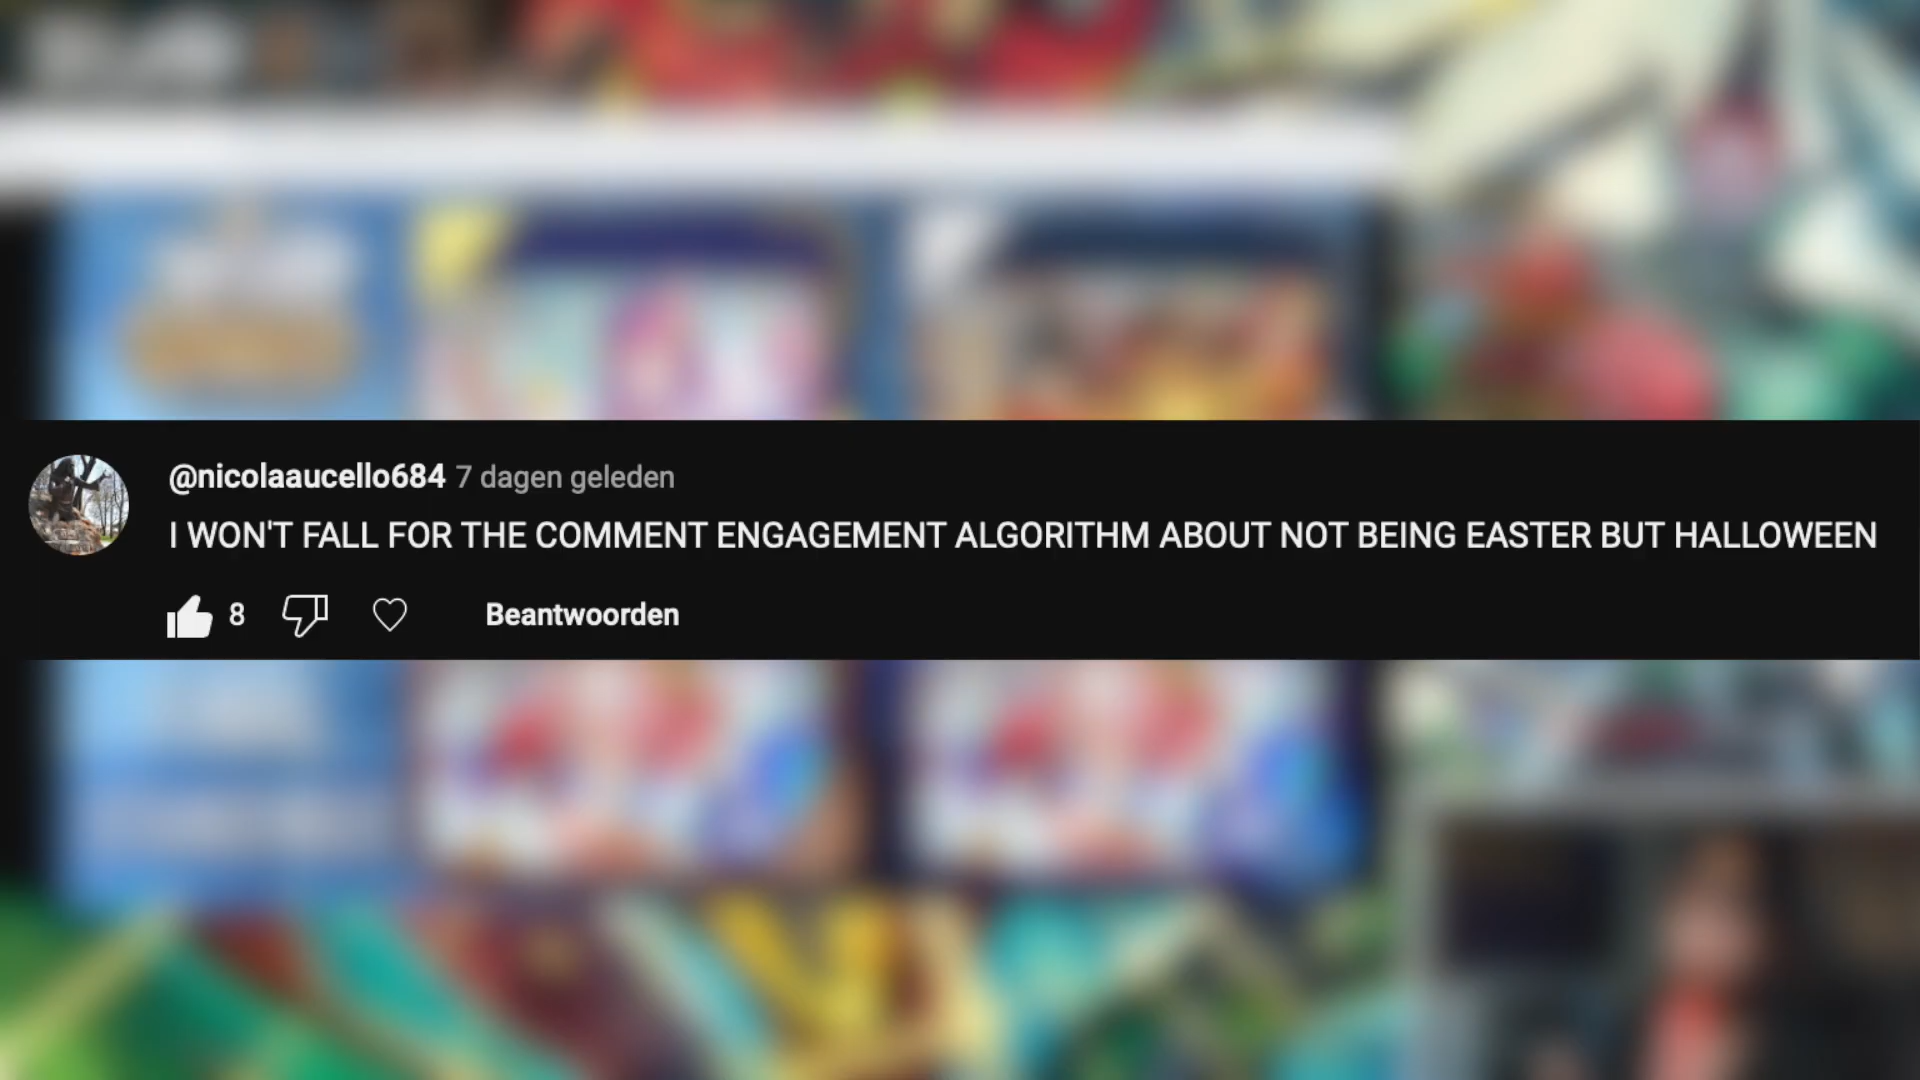 @nicolaaucello684 7 dagen geleden
I WON'T FALL FOR THE COMMENT ENGAGEMENT ALGORITHM ABOUT NOT BEING EASTER BUT HALLOWEEN
8 Beantwoorden